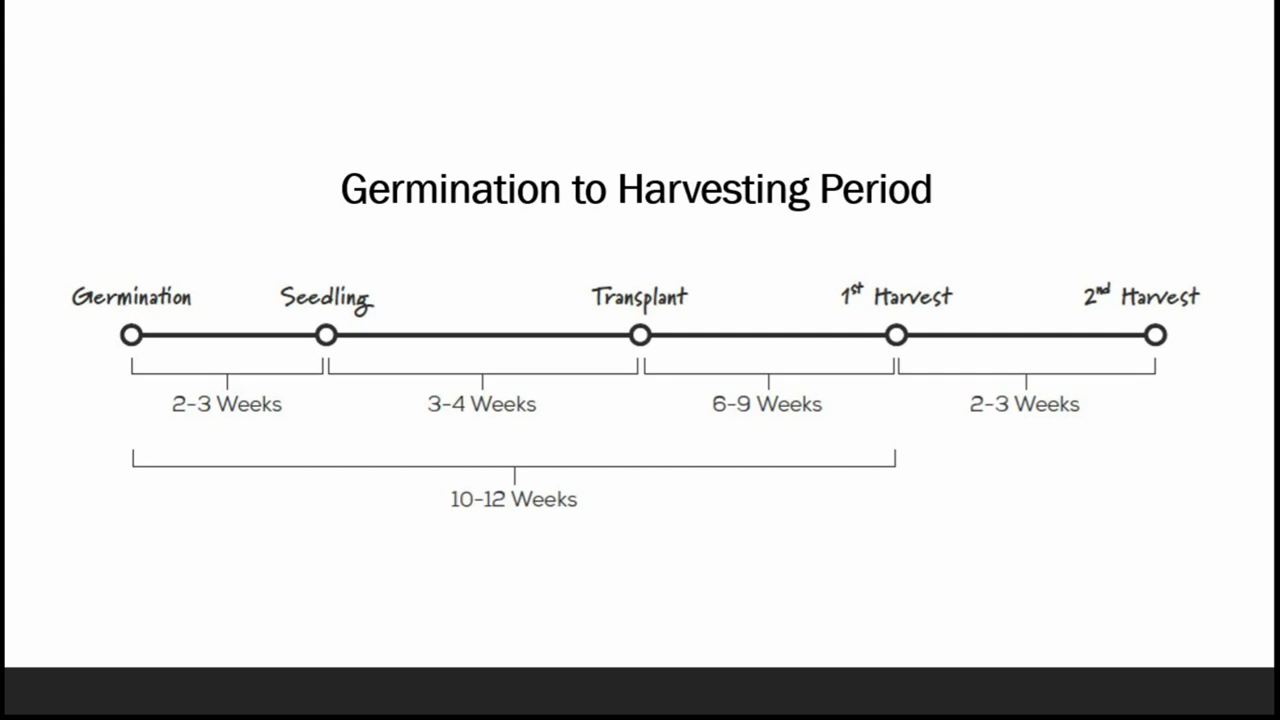 Germination to Harvesting Period
Germination Seedling Transplant 1st Harvest 2nd Harvest
2-3 Weeks 3-4 Weeks 6-9 Weeks 2-3 Weeks
10-12 Weeks